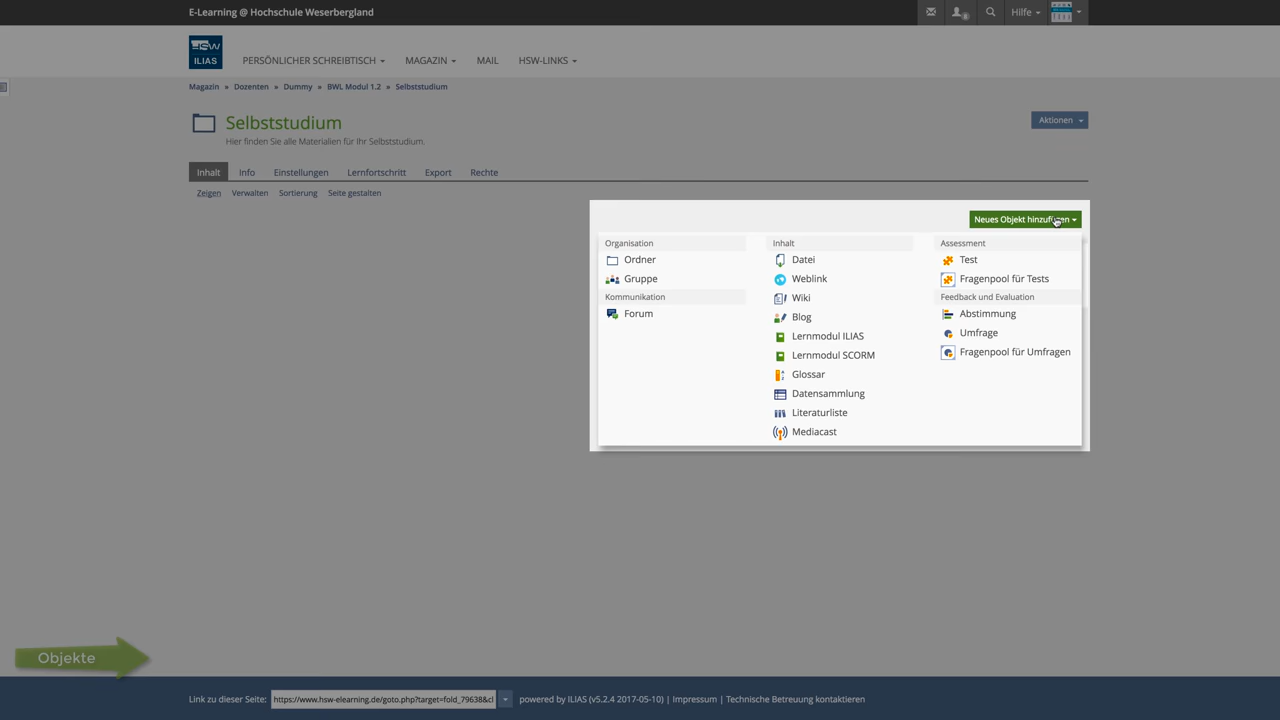 E-Learning @ Hochschule Weserbergland
8
Hilfe
HSW
ILIAS
PERSÖNLICHER SCHREIBTISCH
MAGAZIN
MAIL
HSW-LINKS
Magazin » Dozenten » Dummy » BWL Modul 1.2 » Selbststudium
Selbststudium
Aktionen
Hier finden Sie alle Materialien für Ihr Selbststudium.
Inhalt Info Einstellungen Lernfortschritt Export Rechte
Zeigen Verwalten Sortierung Seite gestalten
Neues Objekt hinzufügen
Organisation
Ordner
Gruppe
Kommunikation
Forum
Inhalt
Datei
Weblink
Wiki
Blog
Lernmodul ILIAS
Lernmodul SCORM
Glossar
Datensammlung
Literaturliste
Mediacast
Assessment
Test
Fragenpool für Tests
Feedback und Evaluation
Abstimmung
Umfrage
Fragenpool für Umfragen
Objekte
Link zu dieser Seite: https://www.hsw-elearning.de/goto.php?target=fold_79638&cl powered by ILIAS (v5.2.4 2017-05-10) | Impressum | Technische Betreuung kontaktieren